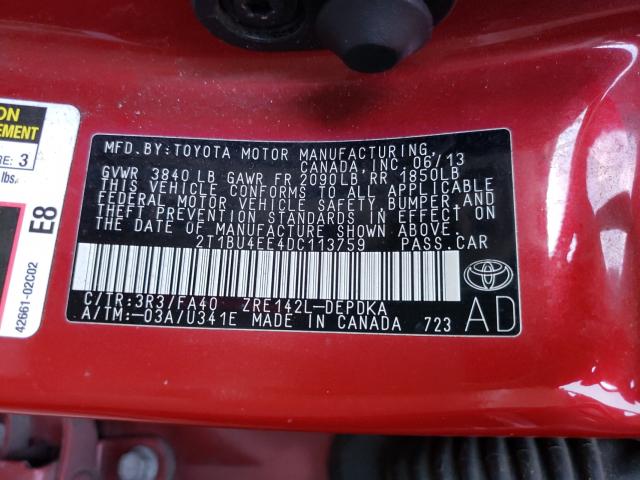 ON
EMENT
RE: 3
lbs.
E8
42661-02C02
MFD. BY: TOYOTA MOTOR MANUFACTURING,
CANADA, INC. 06/13
GVWR 3840 LB GAWR FR 2090LB RR 1850LB
THIS VEHICLE CONFORMS TO ALL APPLICABLE
FEDERAL MOTOR VEHICLE SAFETY, BUMPER, AND
THEFT PREVENTION STANDARDS IN EFFECT ON
THE DATE OF MANUFACTURE SHOWN ABOVE.
2T1BU4EE4DC113759 PASS. CAR
C/TR: 3R3/FA40 ZRE142L-DEPDKA
A/TM: -03A/U341E MADE IN CANADA 723
AD
TOYOTA